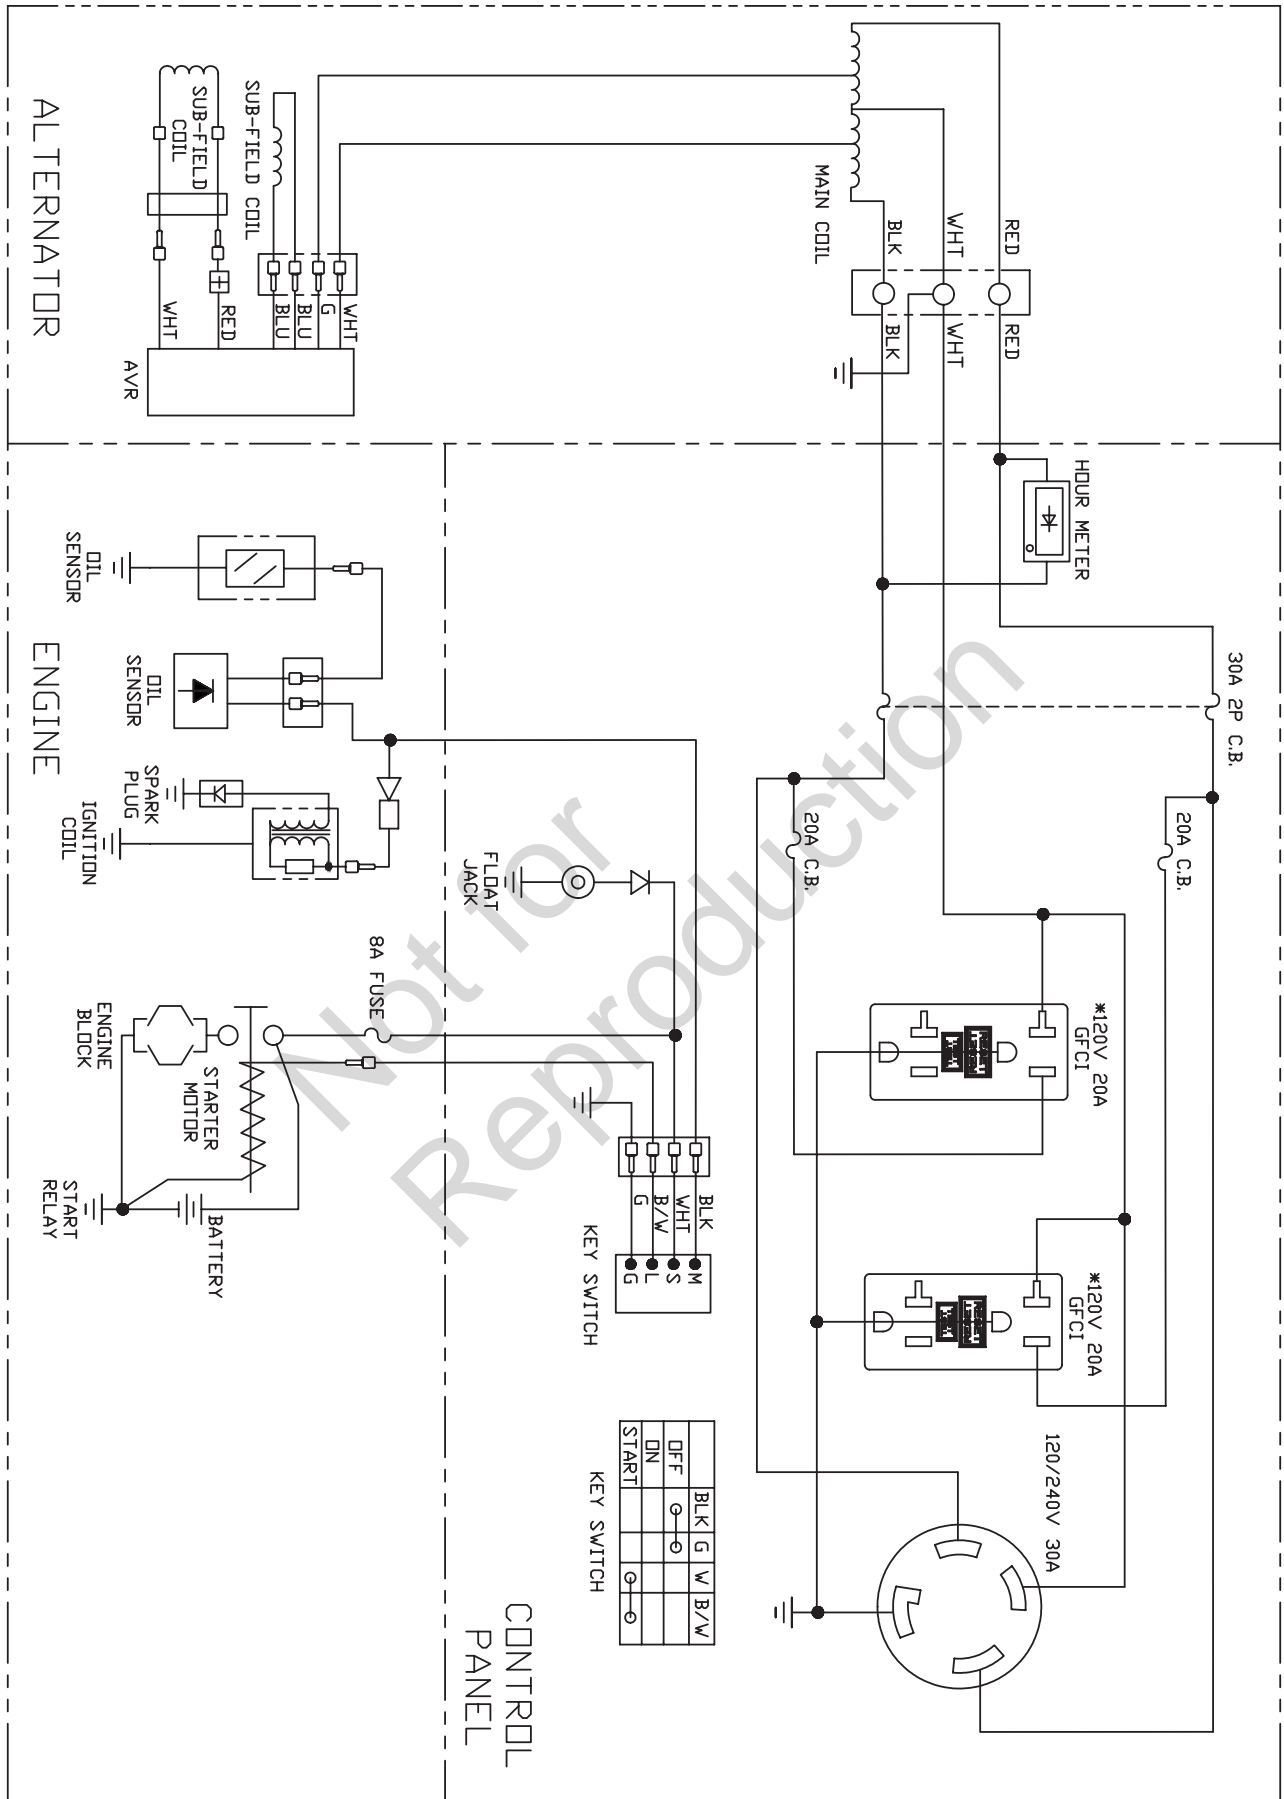 ALTERNATOR
SUB-FIELD
COIL
SUB-FIELD COIL
MAIN COIL
BLK
WHT
RED
BLK
WHT
RED
WHT
RED
BLU
BLU
G
WHT
AVR
HOUR METER
30A 2P C.B.
20A C.B.
20A C.B.
*120V 20A
GFCI
*120V 20A
GFCI
120/240V 30A
ENGINE
OIL
SENSOR
OIL
SENSOR
SPARK
PLUG
IGNITION
COIL
FLOAT
JACK
8A FUSE
ENGINE
BLOCK
STARTER
MOTOR
START
RELAY
BATTERY
BLK
WHT
B/W
G
M
S
L
G
KEY SWITCH
BLK G W B/W
OFF
ON
START
KEY SWITCH
CONTROL
PANEL
Not for
Reproduction